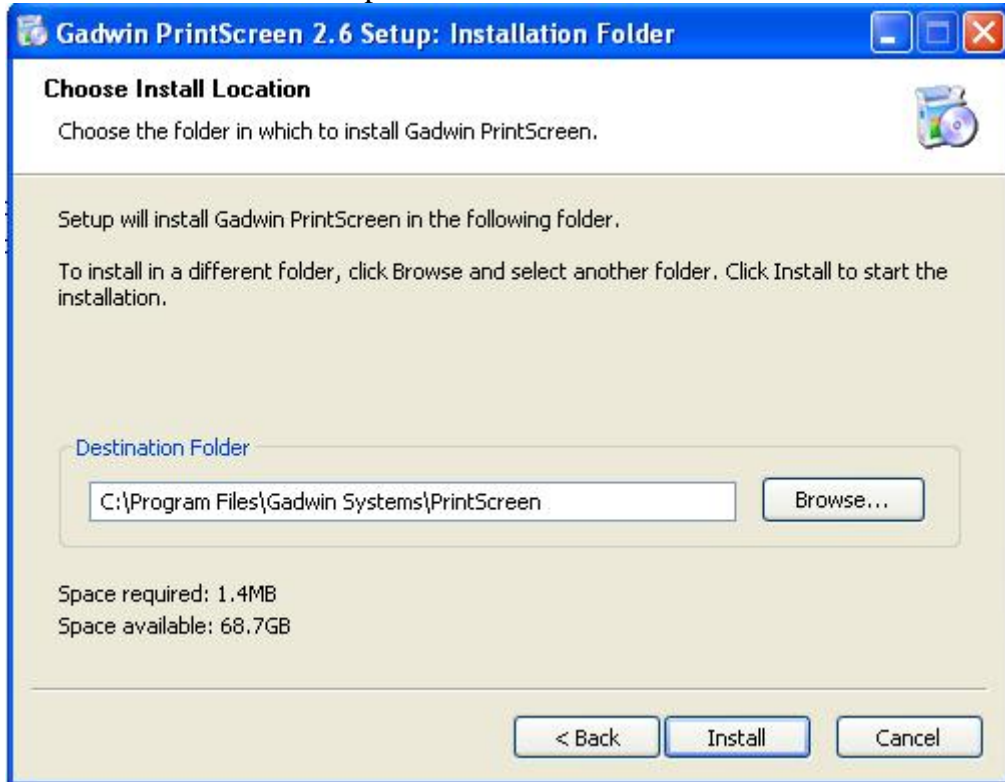 Gadwin PrintScreen 2.6 Setup: Installation Folder
Choose Install Location
Choose the folder in which to install Gadwin PrintScreen.
Setup will install Gadwin PrintScreen in the following folder.
To install in a different folder, click Browse and select another folder. Click Install to start the
installation.
Destination Folder
C:\Program Files\Gadwin Systems\PrintScreen
Browse...
Space required: 1.4MB
Space available: 68.7GB
< Back Install Cancel